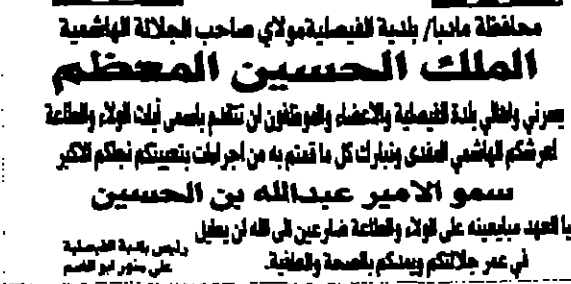 محافظة مادبا/ بلدية الفيصلية مولاي صاحب الجلالة الهاشمية
الملك الحسين المعظم
يسرني واهالي بلدة الفيصلية والاعضاء والموظفون ان نتقدم باسمى آيات الولاء والطاعة
لعرشكم الهاشمي المفدى ونبارك كل ما قمتم به من اجراءات بتعيينكم نجلكم الاكبر
سمو الامير عبدالله بن الحسين
يا للعهد مبايعينه على الولاء والطاعة ضارعين الى الله ان يطيل
في عمر جلالتكم ويمدكم بالصحة والعافية.
رئيس بلدية الفيصلية
علي منور ابو القاسم